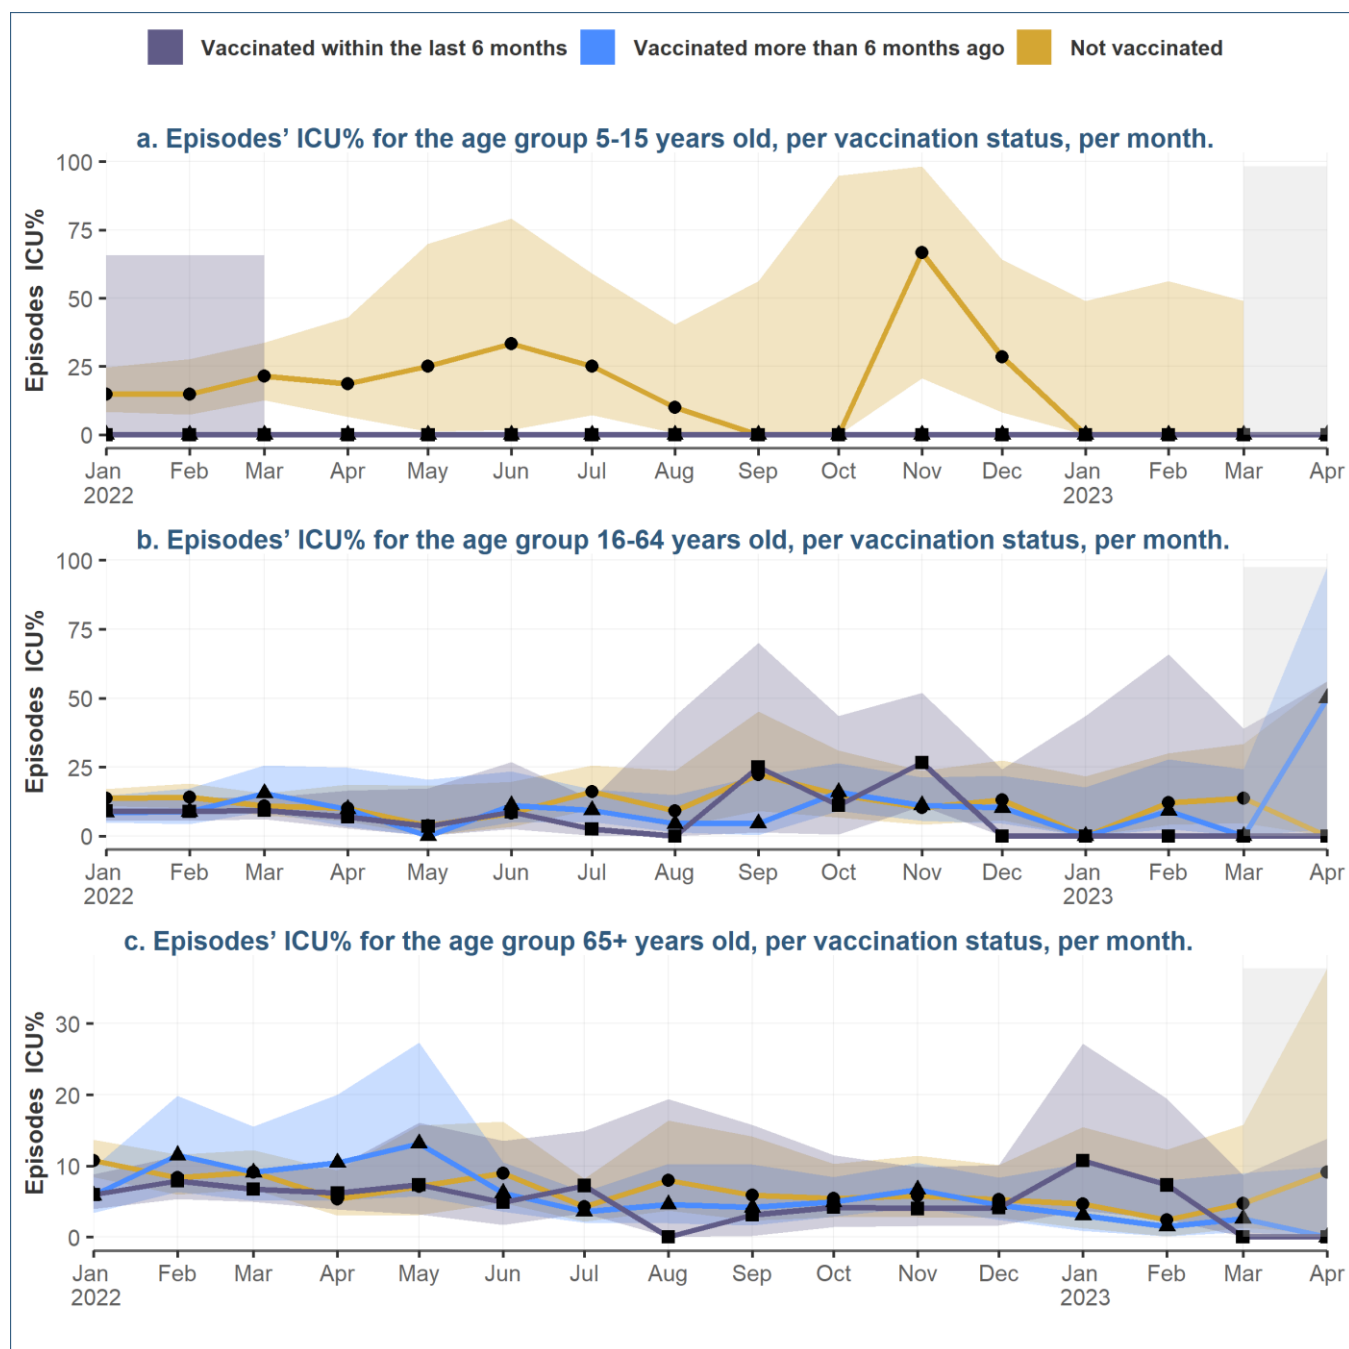 Vaccinated within the last 6 months Vaccinated more than 6 months ago Not vaccinated
a. Episodes’ ICU% for the age group 5-15 years old, per vaccination status, per month.
Episodes ICU%
100
75
50
25
0
Jan Feb Mar Apr May Jun Jul Aug Sep Oct Nov Dec Jan Feb Mar Apr
2022 2023
b. Episodes’ ICU% for the age group 16-64 years old, per vaccination status, per month.
Episodes ICU%
100
75
50
25
0
Jan Feb Mar Apr May Jun Jul Aug Sep Oct Nov Dec Jan Feb Mar Apr
2022 2023
c. Episodes’ ICU% for the age group 65+ years old, per vaccination status, per month.
Episodes ICU%
30
20
10
0
Jan Feb Mar Apr May Jun Jul Aug Sep Oct Nov Dec Jan Feb Mar Apr
2022 2023